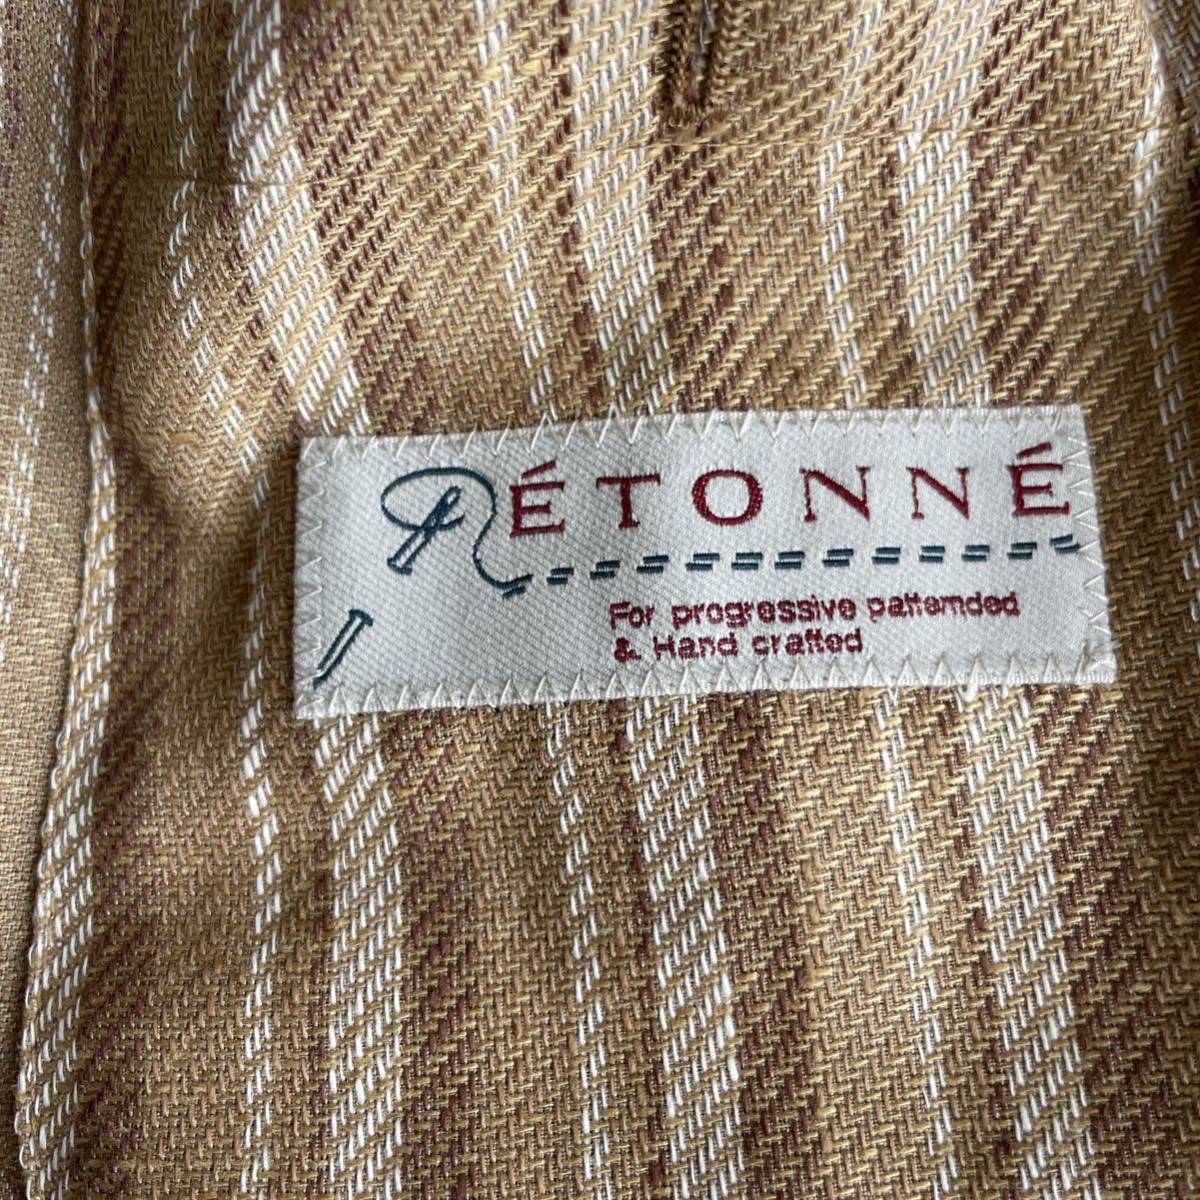 RÉTONNÉ
For progressive patternded
& Hand crafted